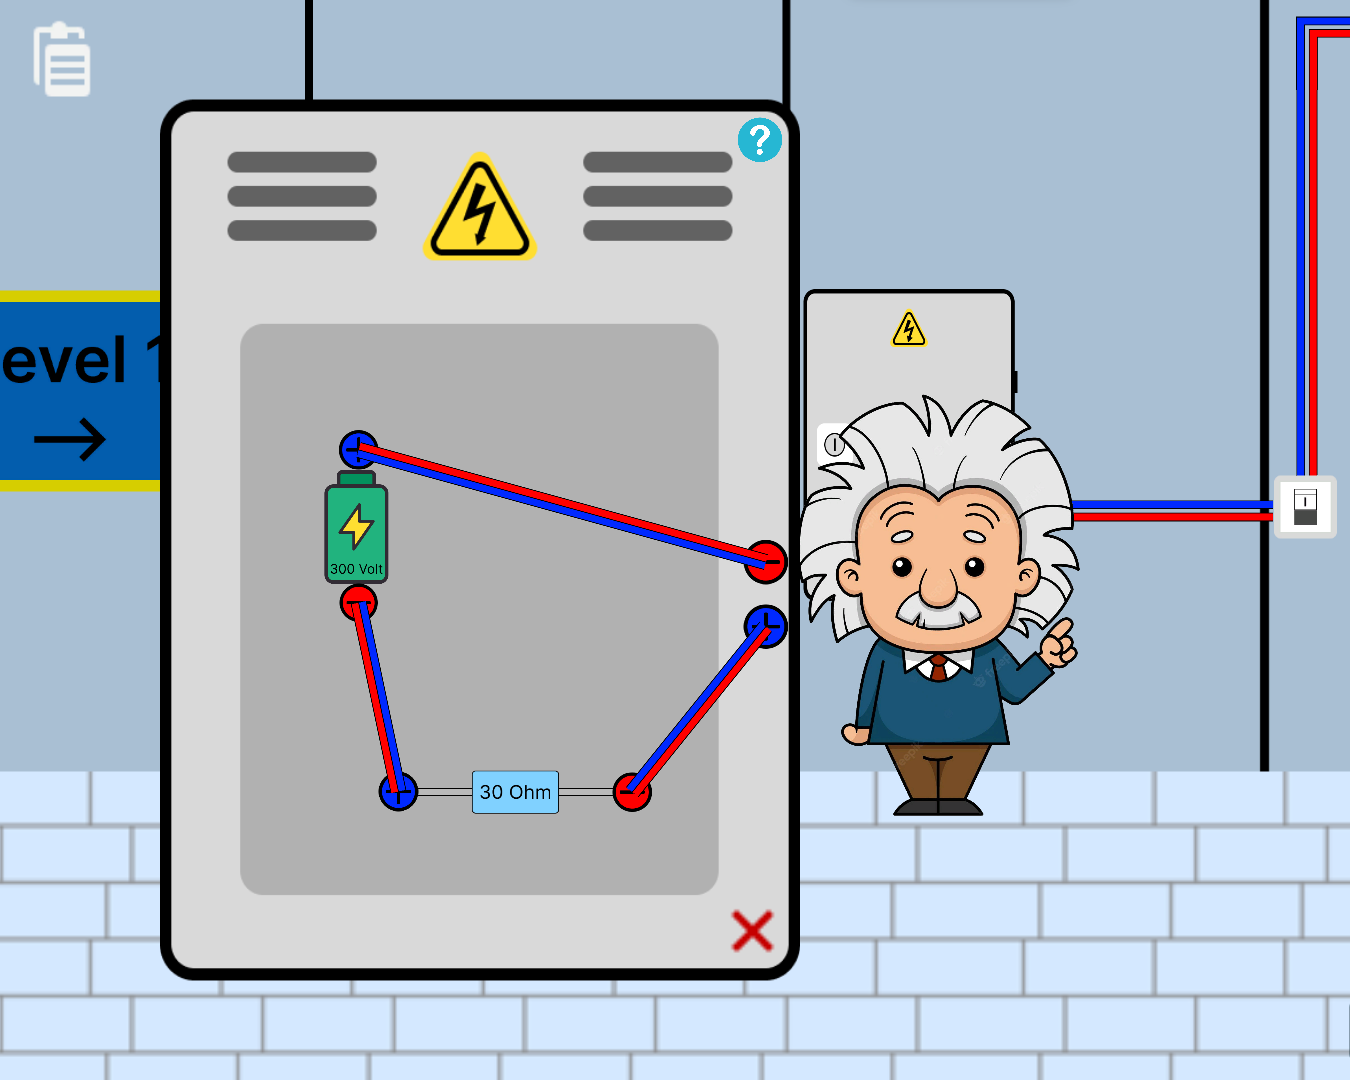 evel 1
→
?
300 Volt
30 Ohm